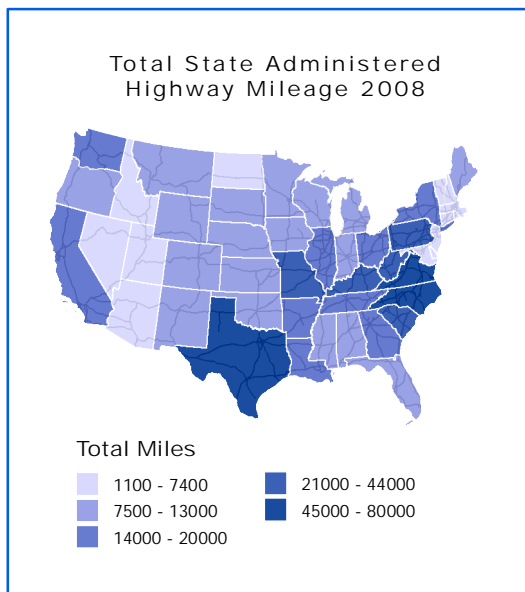 Total State Administered
Highway Mileage 2008
Total Miles
1100 - 7400
7500 - 13000
14000 - 20000
21000 - 44000
45000 - 80000